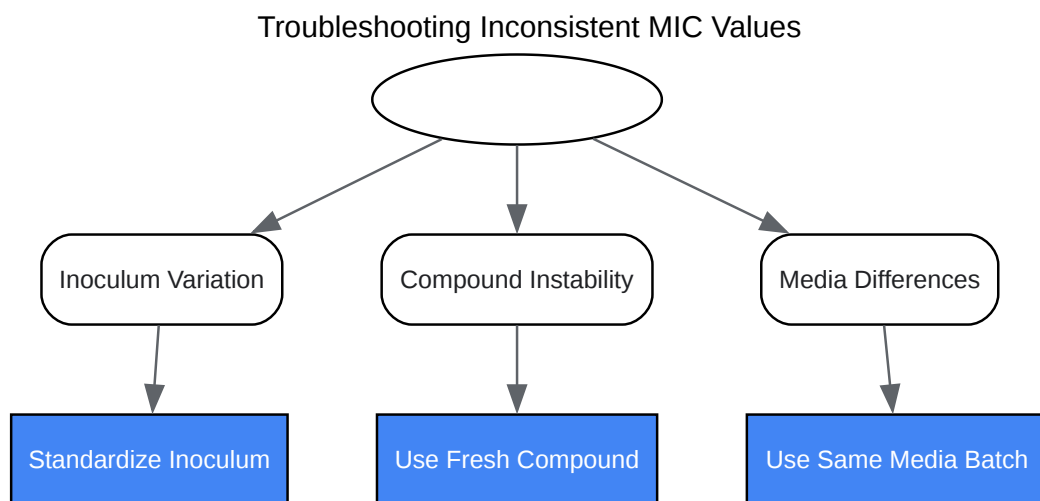 Troubleshooting Inconsistent MIC Values
Inoculum Variation
Compound Instability
Media Differences
Standardize Inoculum
Use Fresh Compound
Use Same Media Batch